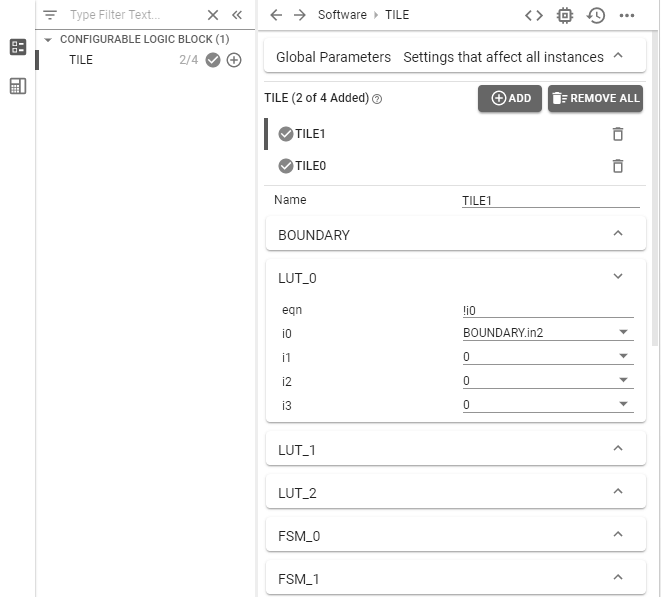 Type Filter Text...
CONFIGURABLE LOGIC BLOCK (1)
TILE 2/4
Software › TILE
Global Parameters Settings that affect all instances
TILE (2 of 4 Added)
ADD
REMOVE ALL
TILE1
TILE0
Name TILE1
BOUNDARY
LUT_0
eqn !i0
i0 BOUNDARY.in2
i1 0
i2 0
i3 0
LUT_1
LUT_2
FSM_0
FSM_1